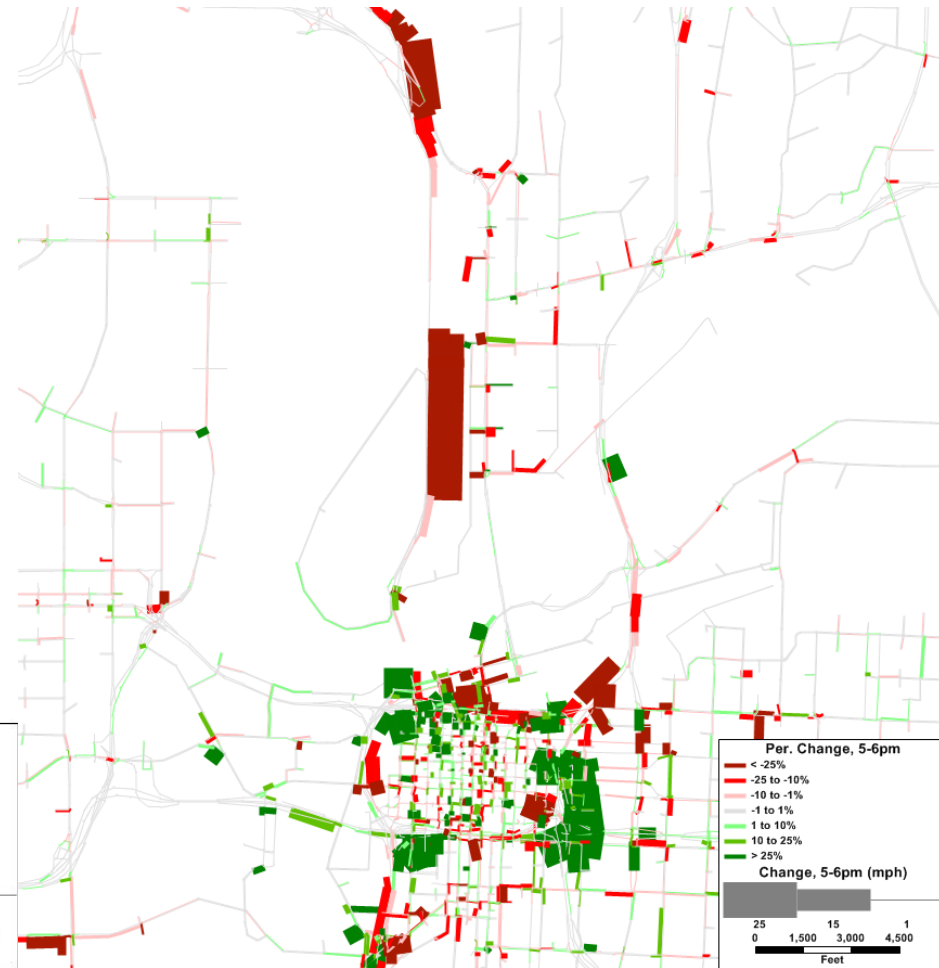 Per. Change, 5-6pm
< -25%
-25 to -10%
-10 to -1%
-1 to 1%
1 to 10%
10 to 25%
> 25%
Change, 5-6pm (mph)
25 15 1
0 1,500 3,000 4,500
Feet